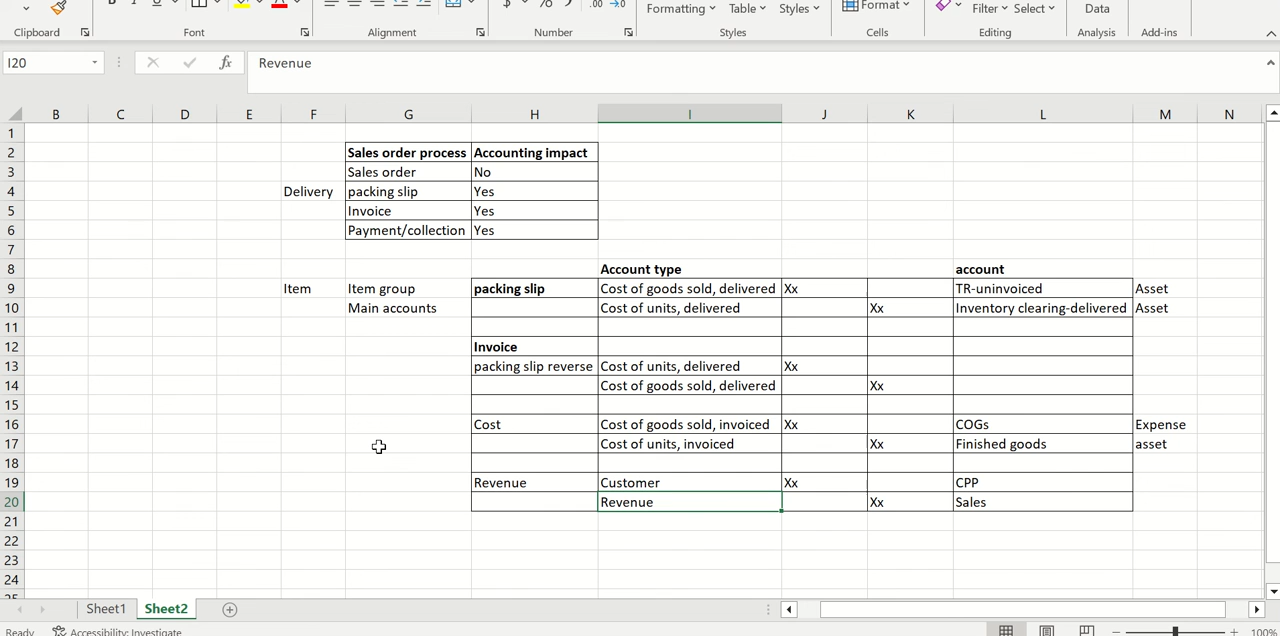 Formatting Table Styles Format Filter Select Data
Clipboard Font Alignment Number Styles Cells Editing Analysis Add-ins
I20 fx Revenue
B C D E F G H I J K L M N
1
2 Sales order process Accounting impact
3 Sales order No
4 Delivery packing slip Yes
5 Invoice Yes
6 Payment/collection Yes
7
8 Account type account
9 Item Item group packing slip Cost of goods sold, delivered Xx TR-uninvoiced Asset
10 Main accounts Cost of units, delivered Xx Inventory clearing-delivered Asset
11
12 Invoice
13 packing slip reverse Cost of units, delivered Xx
14 Cost of goods sold, delivered Xx
15
16 Cost Cost of goods sold, invoiced Xx COGs Expense
17 Cost of units, invoiced Xx Finished goods asset
18
19 Revenue Customer Xx CPP
20 Revenue Xx Sales
21
22
23
24
25
Sheet1 Sheet2
Ready Accessibility: Investigate 100%